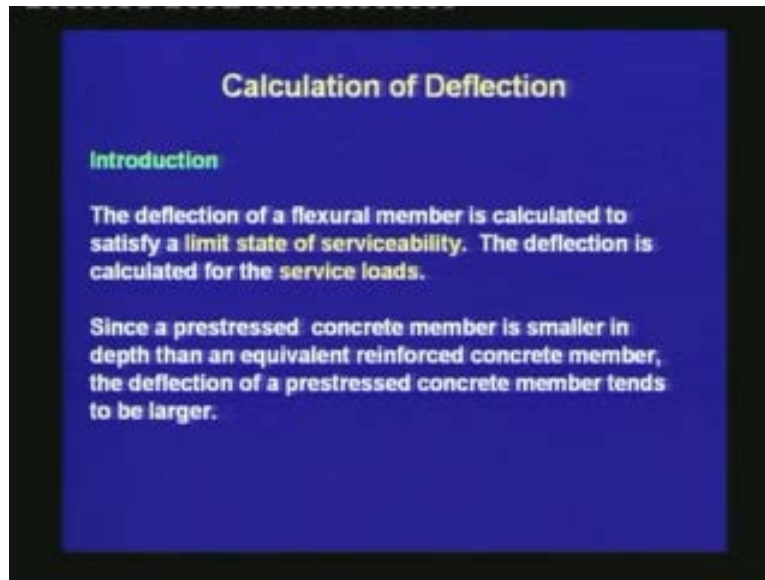 Calculation of Deflection
Introduction
The deflection of a flexural member is calculated to
satisfy a limit state of serviceability. The deflection is
calculated for the service loads.
Since a prestressed concrete member is smaller in
depth than an equivalent reinforced concrete member,
the deflection of a prestressed concrete member tends
to be larger.